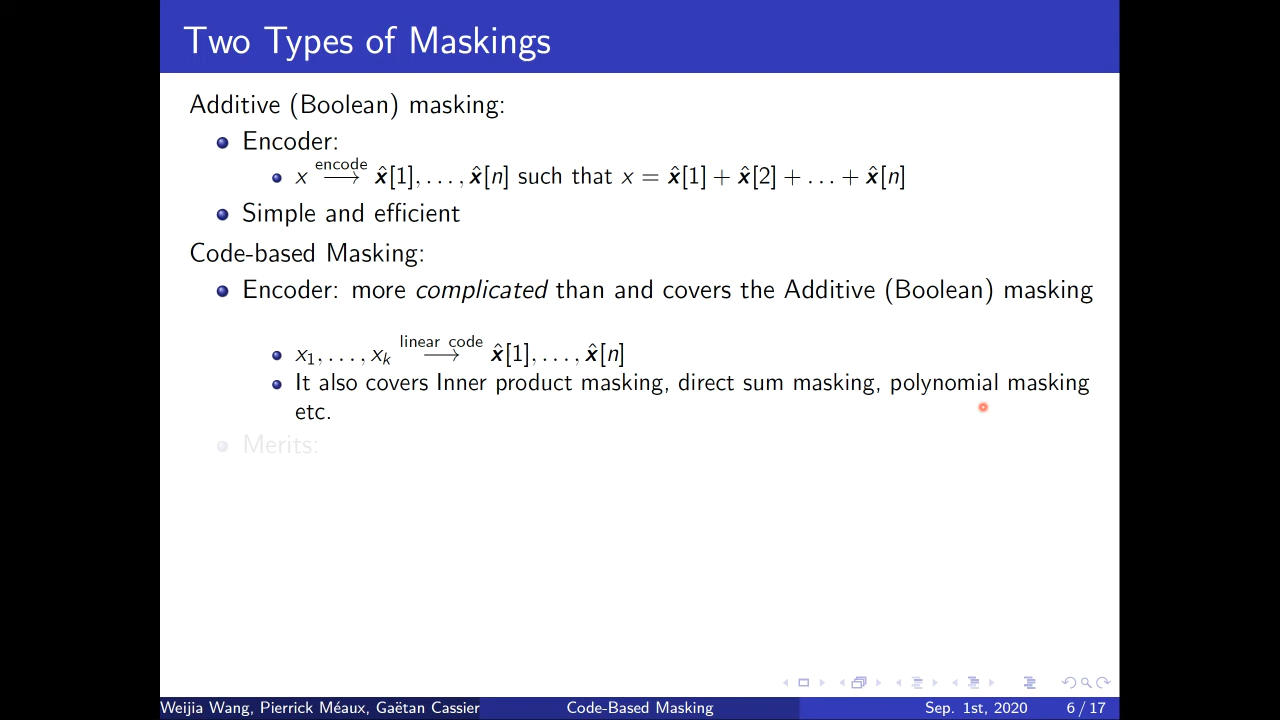 Two Types of Maskings
Additive (Boolean) masking:
Encoder:
x encode⟶ x̂[1], . . . , x̂[n] such that x = x̂[1] + x̂[2] + . . . + x̂[n]
Simple and efficient
Code-based Masking:
Encoder: more complicated than and covers the Additive (Boolean) masking
x₁, . . . , xₖ linear code⟶ x̂[1], . . . , x̂[n]
It also covers Inner product masking, direct sum masking, polynomial masking
etc.
Merits:
Weijia Wang, Pierrick Méaux, Gaëtan Cassier Code-Based Masking Sep. 1st, 2020 6 / 17